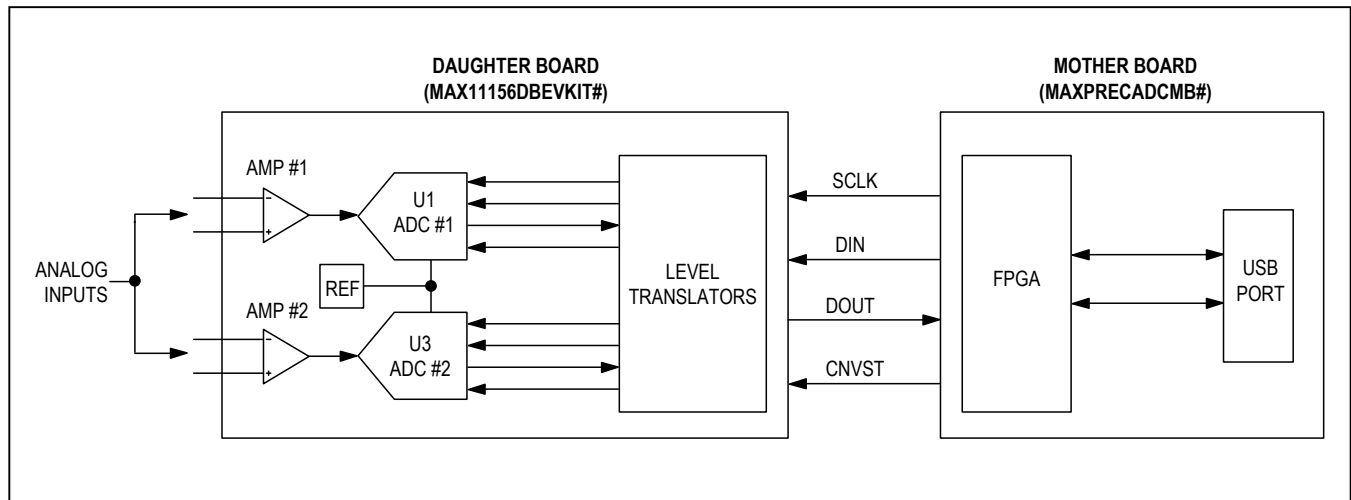 DAUGHTER BOARD
(MAX11156DBEVKIT#)
MOTHER BOARD
(MAXPRECADCMB#)
AMP #1
U1
ADC #1
ANALOG
INPUTS
REF
AMP #2
U3
ADC #2
LEVEL
TRANSLATORS
SCLK
DIN
DOUT
CNVST
FPGA
USB
PORT